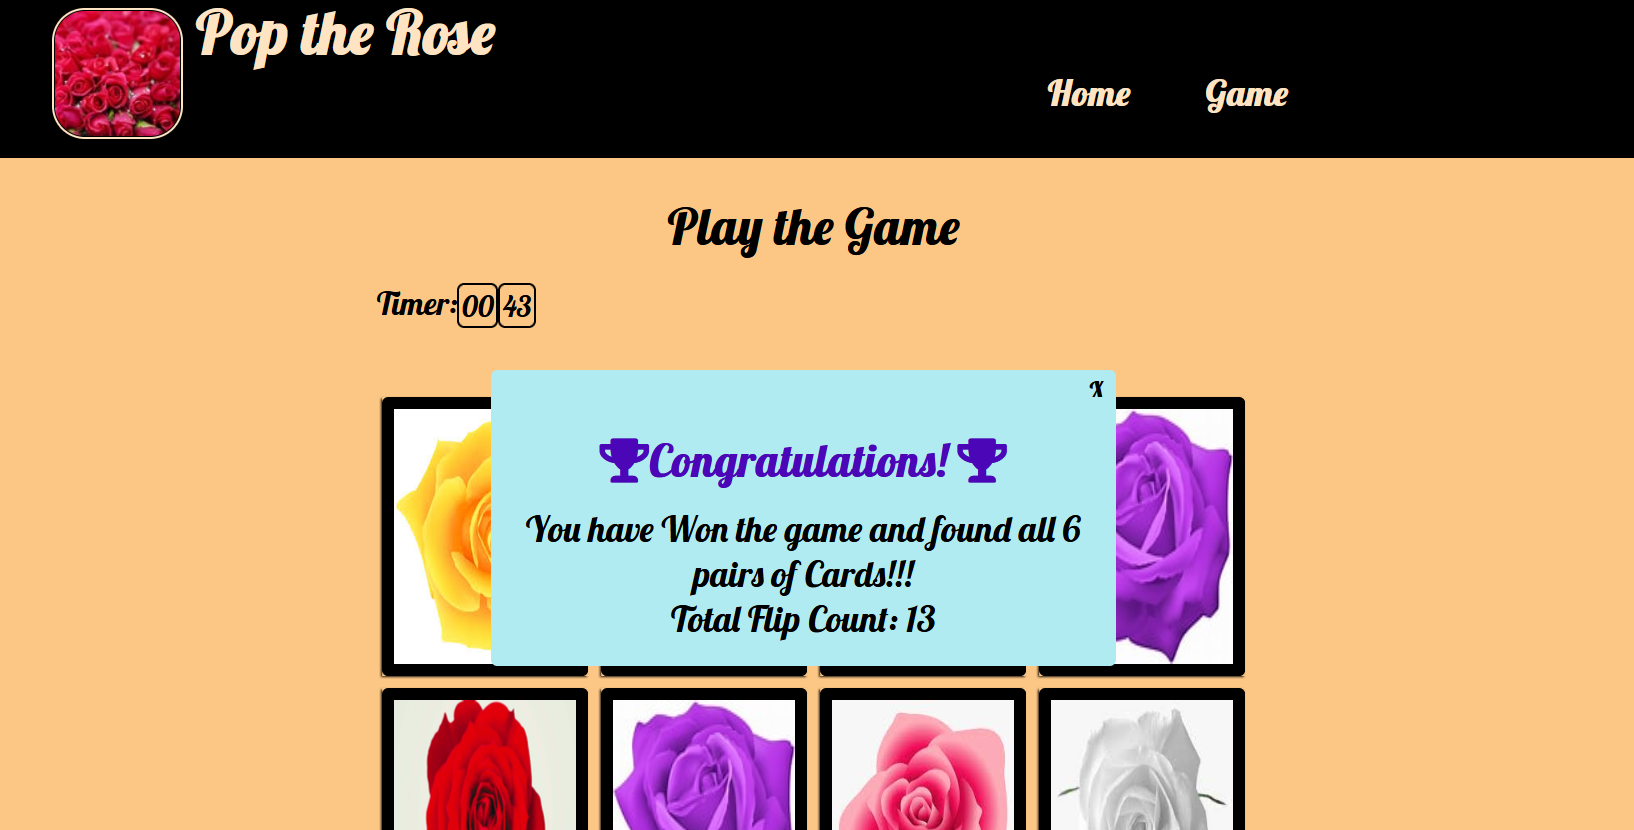 Pop the Rose
Home Game
Play the Game
Timer: 00 43
x
Congratulations!
You have Won the game and found all 6
pairs of Cards!!!
Total Flip Count: 13